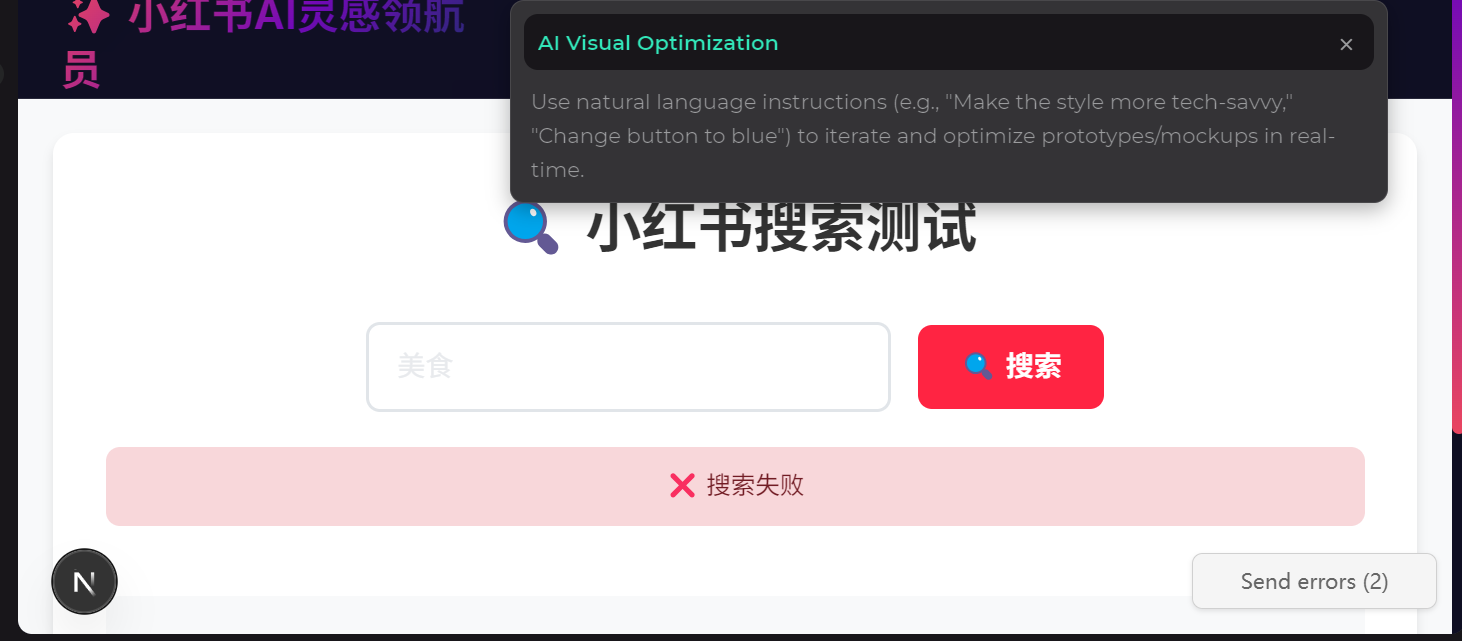 小红书AI灵感领航
员
AI Visual Optimization ×
Use natural language instructions (e.g., "Make the style more tech-savvy,"
"Change button to blue") to iterate and optimize prototypes/mockups in real-
time.
小红书搜索测试
美食
搜索
搜索失败
N
Send errors (2)